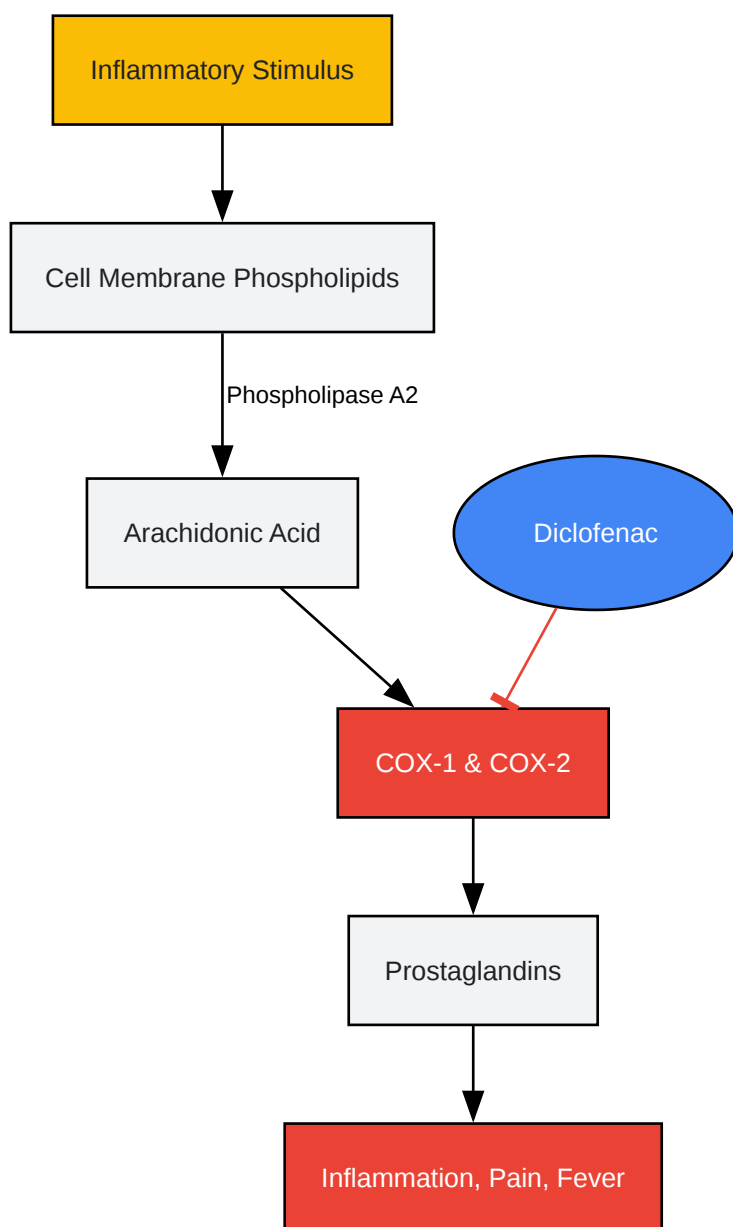 Inflammatory Stimulus
Cell Membrane Phospholipids
Phospholipase A2
Arachidonic Acid
Diclofenac
COX-1 & COX-2
Prostaglandins
Inflammation, Pain, Fever